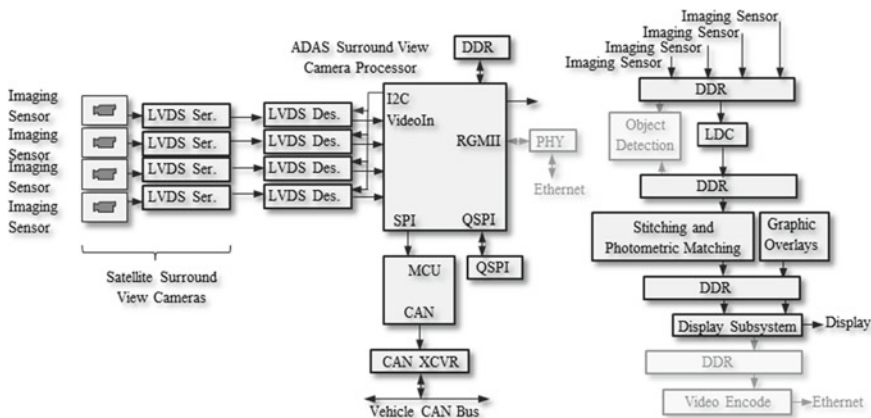 ADAS Surround View
Camera Processor
DDR
Imaging
Sensor
Imaging
Sensor
Imaging
Sensor
Imaging
Sensor
LVDS Ser.
LVDS Des.
LVDS Ser.
LVDS Des.
LVDS Ser.
LVDS Des.
LVDS Ser.
LVDS Des.
I2C
VideoIn
RGMII
PHY
Ethernet
SPI
QSPI
QSPI
MCU
CAN
CAN XCVR
Vehicle CAN Bus
Satellite Surround
View Cameras
Imaging Sensor
Imaging Sensor
Imaging Sensor
Imaging Sensor
DDR
Object
Detection
LDC
DDR
Stitching and
Photometric Matching
Graphic
Overlays
DDR
Display Subsystem
Display
DDR
Video Encode
Ethernet